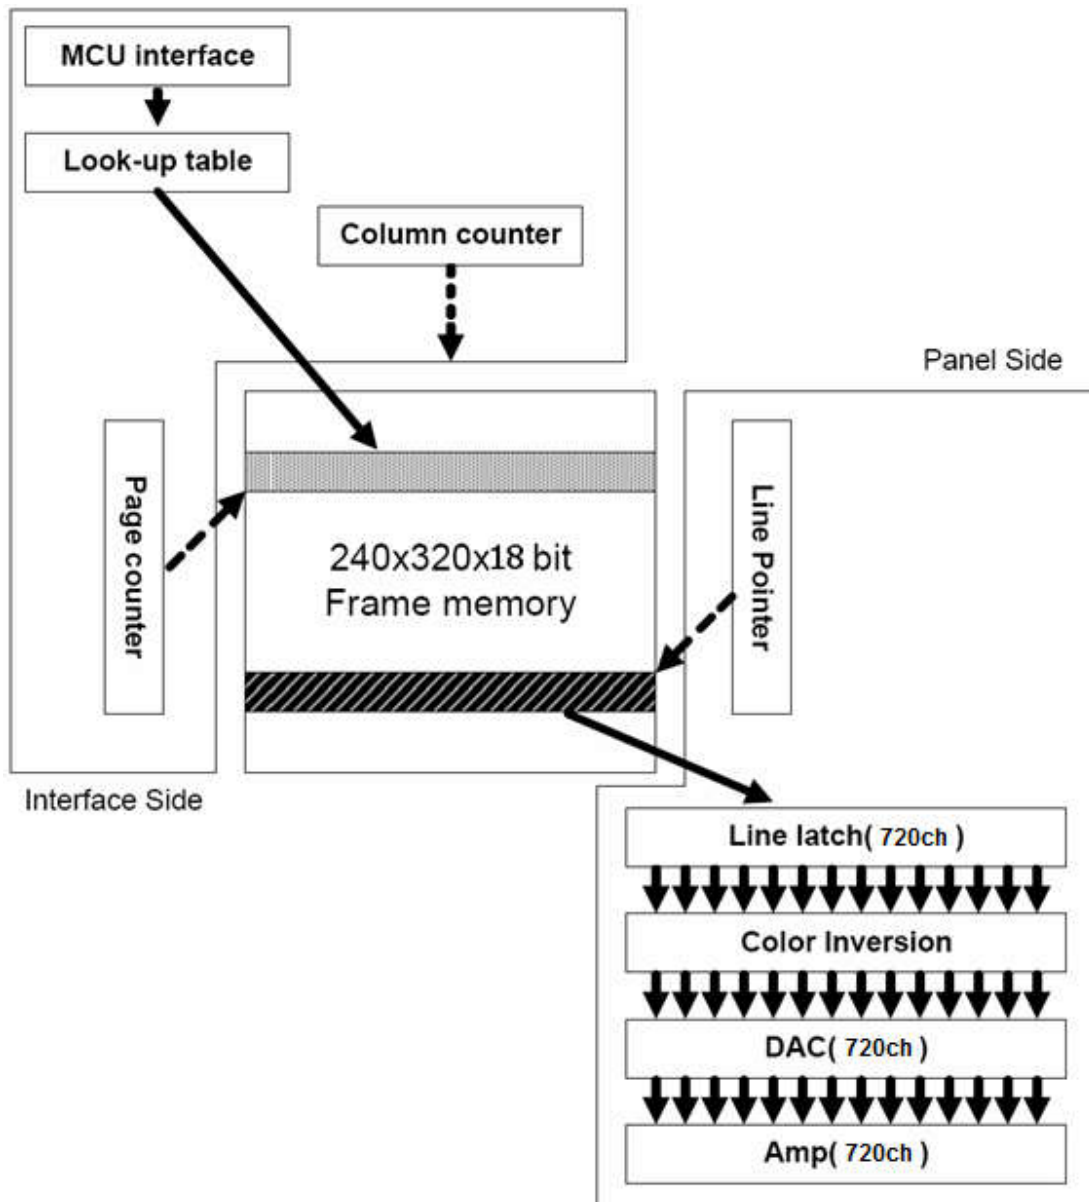 MCU interface
Look-up table
Column counter
Panel Side
Page counter
240x320x18 bit
Frame memory
Line Pointer
Interface Side
Line latch( 720ch )
Color Inversion
DAC( 720ch )
Amp( 720ch )